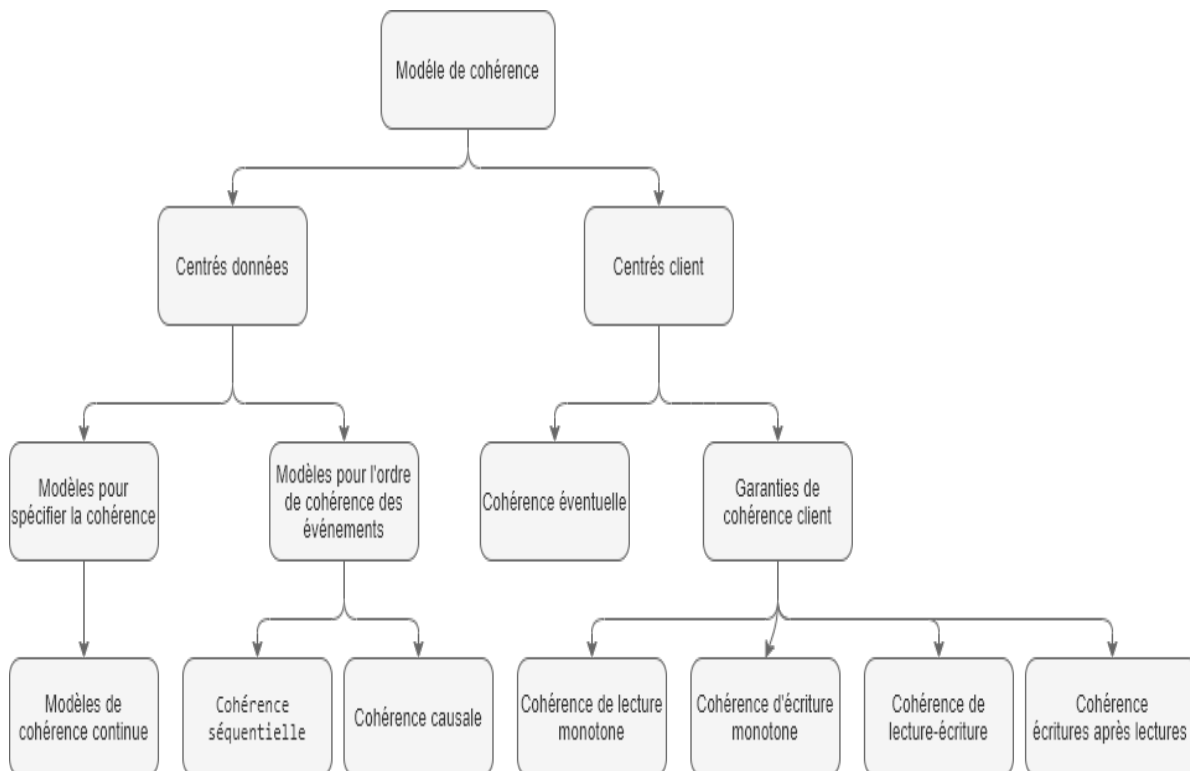 Modéle de cohérence
Centrés données
Centrés client
Modèles pour
spécifier la cohérence
Modèles pour l'ordre
de cohérence des
événements
Cohérence éventuelle
Garanties de
cohérence client
Modèles de
cohérence continue
Cohérence
séquentielle
Cohérence causale
Cohérence de lecture
monotone
Cohérence d'écriture
monotone
Cohérence de
lecture-écriture
Cohérence
écritures après lectures